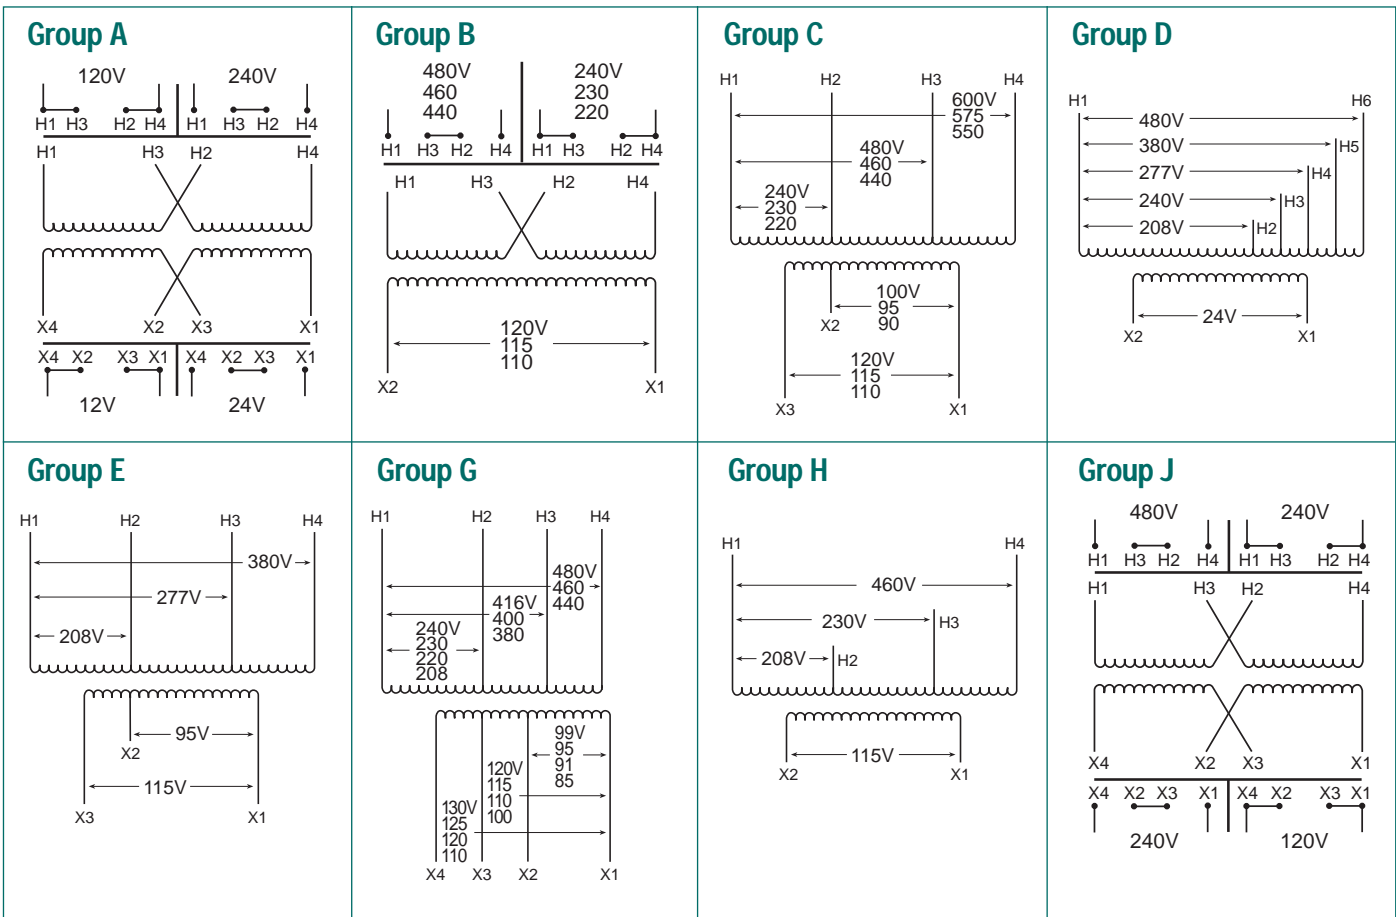 Group A
120V 240V
H1 H3 H2 H4 H1 H3 H2 H4
H1 H3 H2 H4
X4 X2 X3 X1
X4 X2 X3 X1 X4 X2 X3 X1
12V 24V
Group B
480V 240V
460 230
440 220
H1 H3 H2 H4 H1 H3 H2 H4
H1 H3 H2 H4
120V
115
110
X2 X1
Group C
H1 H2 H3 H4
600V
575
550
480V
460
440
240V
230
220
100V
95
90
X2
120V
115
110
X3 X1
Group D
H1 H6
480V
380V H5
277V H4
240V H3
208V H2
24V
X2 X1
Group E
H1 H2 H3 H4
380V
277V
208V
95V
X2
115V
X3 X1
Group G
H1 H2 H3 H4
480V
460
440
416V
400
380
240V
230
220
208
99V
95
91
85
120V
115
110
100
130V
125
120
110
X4 X3 X2 X1
Group H
H1 H4
460V
230V H3
208V H2
115V
X2 X1
Group J
480V 240V
H1 H3 H2 H4 H1 H3 H2 H4
H1 H3 H2 H4
X4 X2 X3 X1
X4 X2 X3 X1 X4 X2 X3 X1
240V 120V